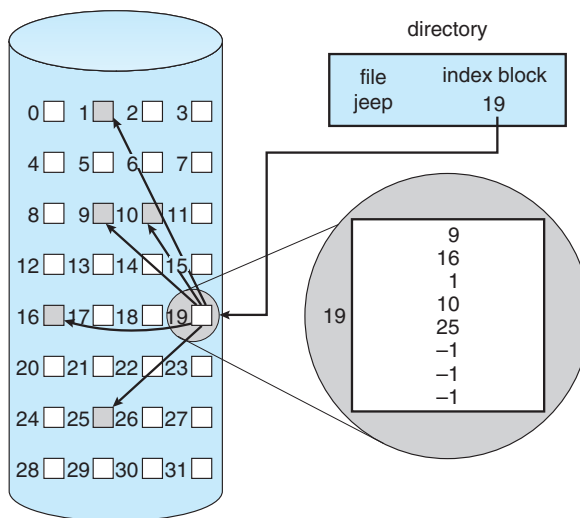 directory
file index block
jeep 19
0 1 2 3
4 5 6 7
8 9 10 11
12 13 14 15
16 17 18 19
20 21 22 23
24 25 26 27
28 29 30 31
19
9
16
1
10
25
–1
–1
–1